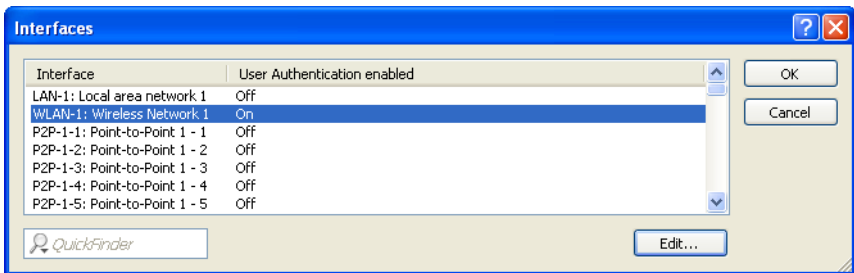 Interfaces
Interface User Authentication enabled
LAN-1: Local area network 1 Off
WLAN-1: Wireless Network 1 On
P2P-1-1: Point-to-Point 1 - 1 Off
P2P-1-2: Point-to-Point 1 - 2 Off
P2P-1-3: Point-to-Point 1 - 3 Off
P2P-1-4: Point-to-Point 1 - 4 Off
P2P-1-5: Point-to-Point 1 - 5 Off
OK
Cancel
QuickFinder
Edit...